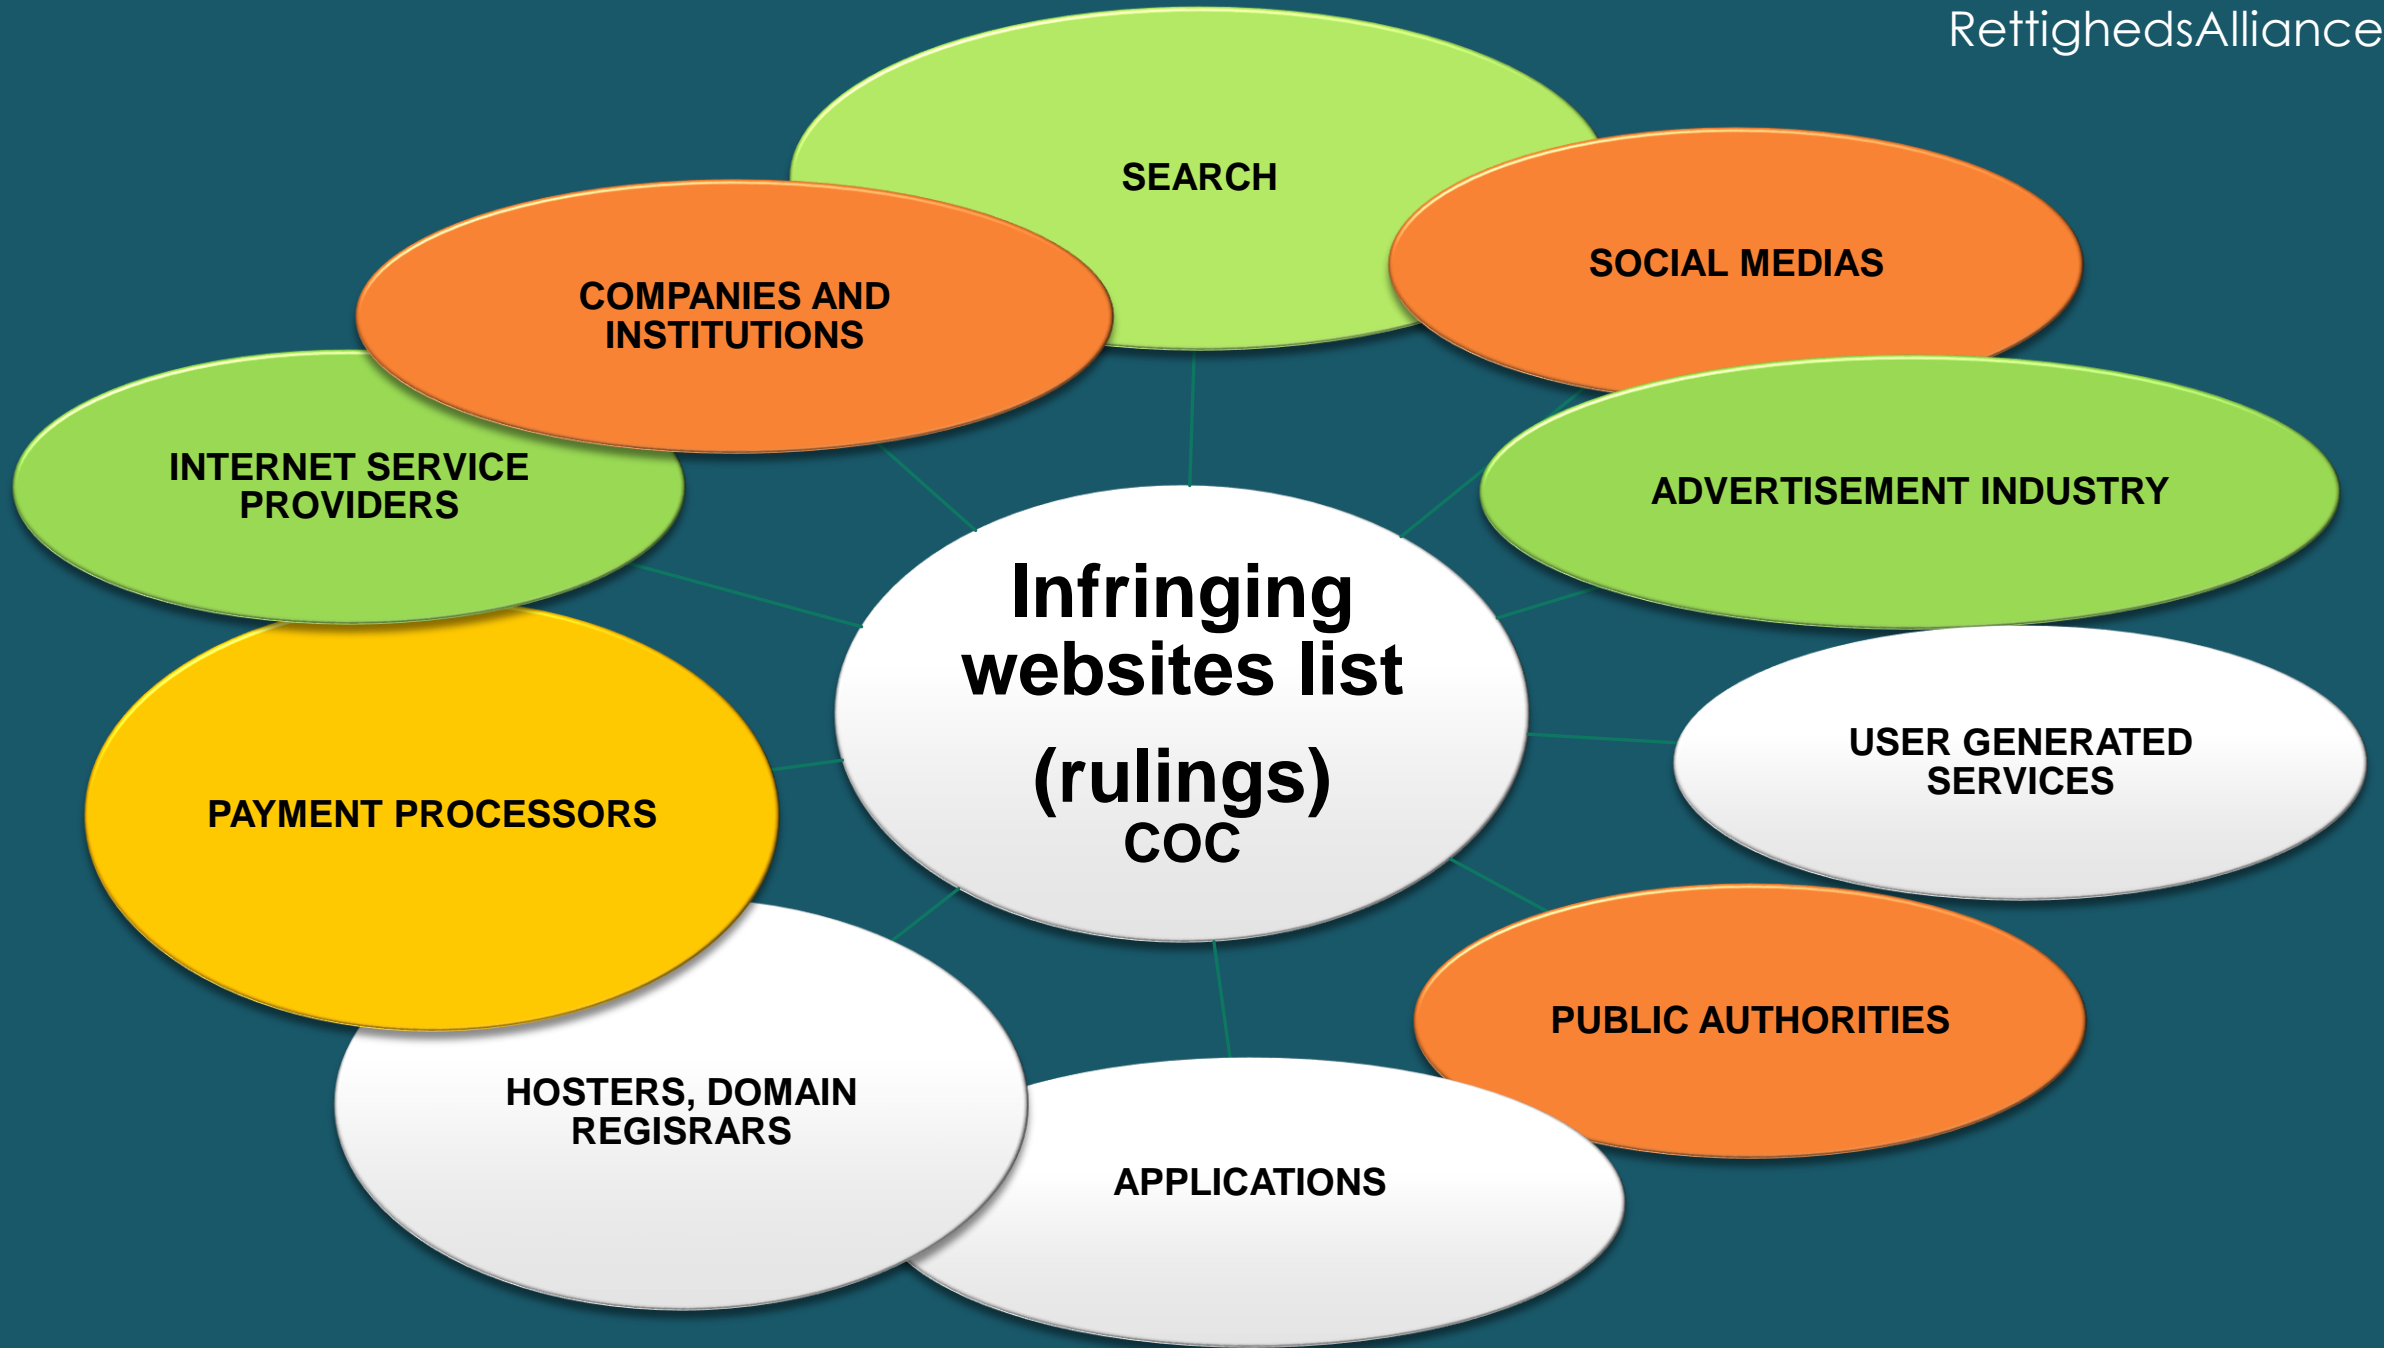 RettighedsAlliance
SEARCH
SOCIAL MEDIAS
COMPANIES AND
INSTITUTIONS
INTERNET SERVICE
PROVIDERS
ADVERTISEMENT INDUSTRY
Infringing
websites list
(rulings)
COC
USER GENERATED
SERVICES
PAYMENT PROCESSORS
PUBLIC AUTHORITIES
HOSTERS, DOMAIN
REGISRARS
APPLICATIONS